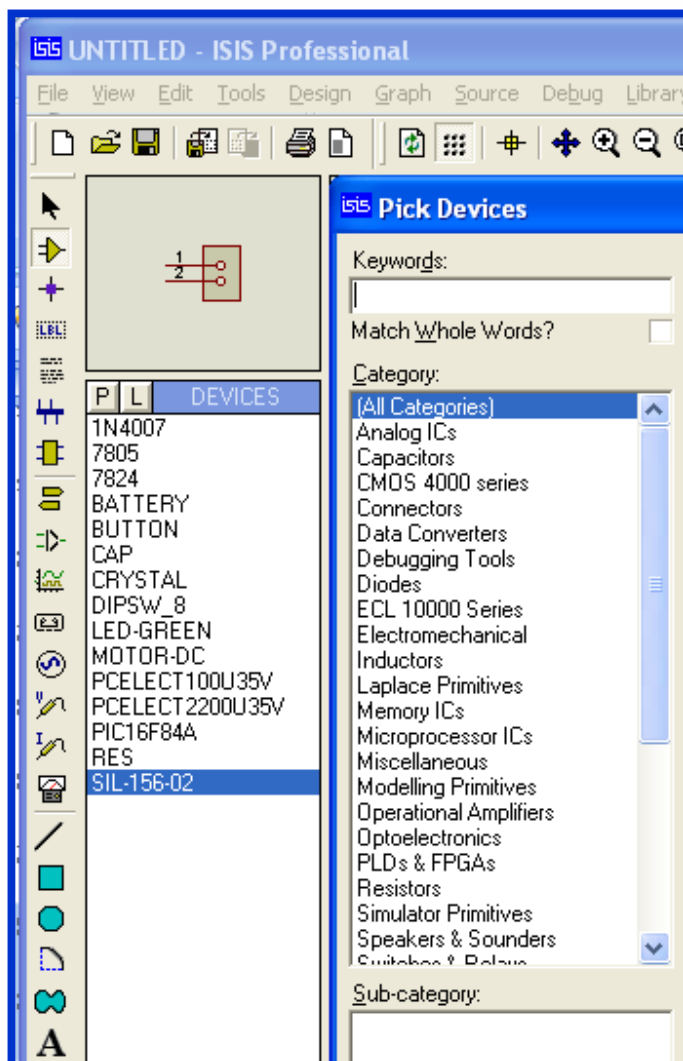 isis UNTITLED - ISIS Professional
File View Edit Tools Design Graph Source Debug Library
isis Pick Devices
1
2
Keywords:
Match Whole Words?
Category:
LBL
P L DEVICES
1N4007
7805
7824
BATTERY
BUTTON
CAP
CRYSTAL
DIPSW_8
LED-GREEN
MOTOR-DC
PCELECT100U35V
PCELECT2200U35V
PIC16F84A
RES
SIL-156-02
(All Categories)
Analog ICs
Capacitors
CMOS 4000 series
Connectors
Data Converters
Debugging Tools
Diodes
ECL 10000 Series
Electromechanical
Inductors
Laplace Primitives
Memory ICs
Microprocessor ICs
Miscellaneous
Modelling Primitives
Operational Amplifiers
Optoelectronics
PLDs & FPGAs
Resistors
Simulator Primitives
Speakers & Sounders
Switches & Relays
Sub-category:
A